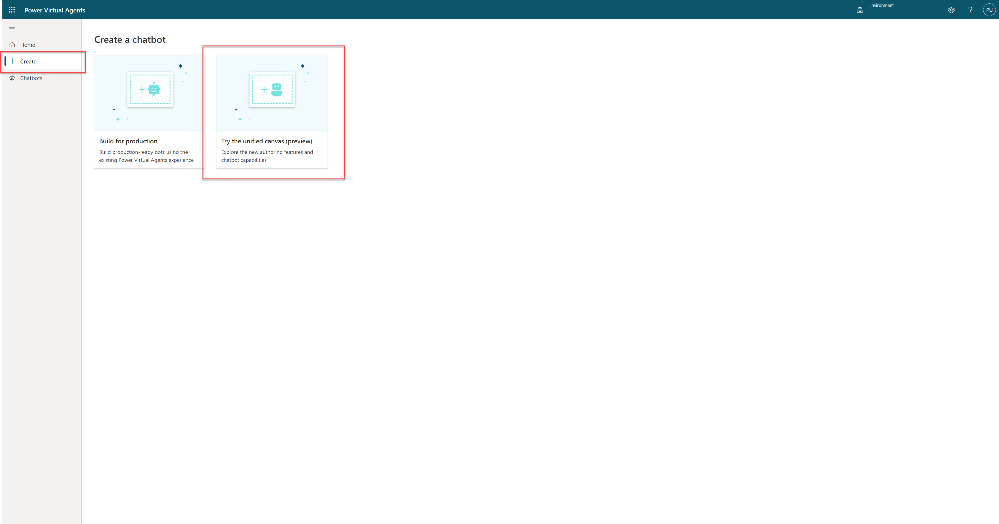 Power Virtual Agents
Environment
PU
Home
Create
Chatbots
Create a chatbot
Build for production
Build production-ready bots using the
existing Power Virtual Agents experience
Try the unified canvas (preview)
Explore the new authoring features and
chatbot capabilities